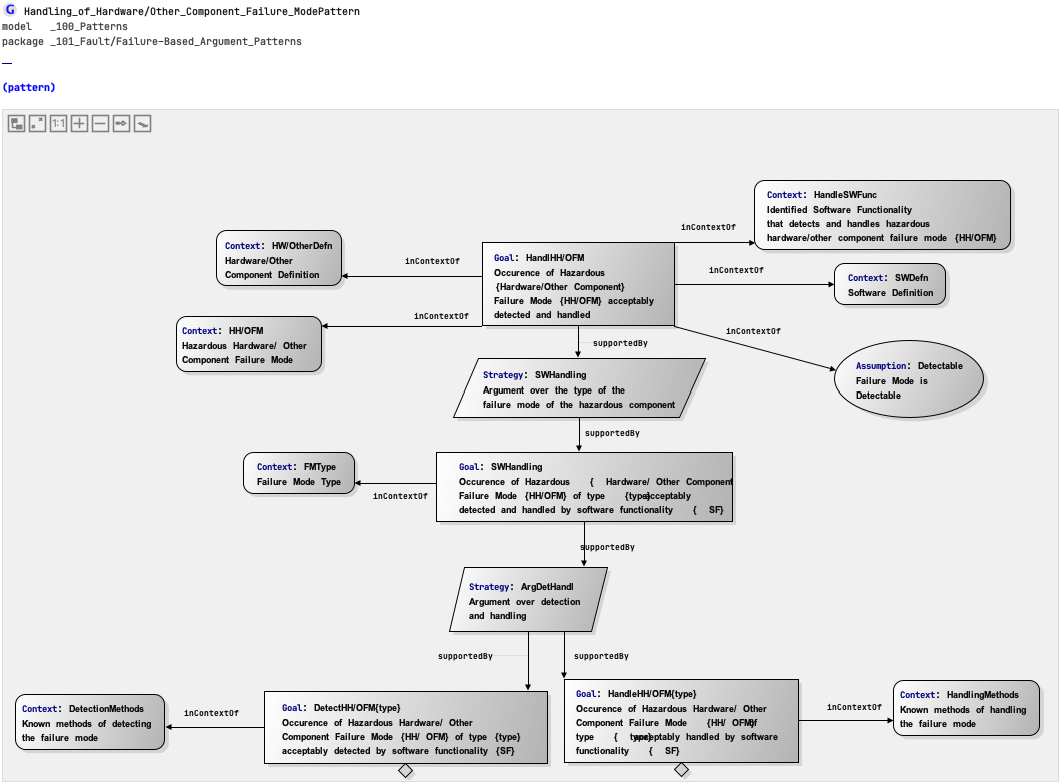 G Handling_of_Hardware/Other_Component_Failure_ModePattern
model _100_Patterns
package _101_Fault/Failure-Based_Argument_Patterns
—
(pattern)
1:1
Context: HandleSWFunc
Identified Software Functionality
that detects and handles hazardous
hardware/other component failure mode {HH/OFM}
inContextOf
Context: HW/OtherDefn
Hardware/Other
Component Definition
inContextOf
Goal: HandlHH/OFM
Occurence of Hazardous
{Hardware/Other Component}
Failure Mode {HH/OFM} acceptably
detected and handled
inContextOf
Context: SWDefn
Software Definition
Context: HH/OFM
Hazardous Hardware/ Other
Component Failure Mode
inContextOf
inContextOf
supportedBy
Assumption: Detectable
Failure Mode is
Detectable
Strategy: SWHandling
Argument over the type of the
failure mode of the hazardous component
supportedBy
Context: FMType
Failure Mode Type
inContextOf
Goal: SWHandling
Occurence of Hazardous { Hardware/ Other Component
Failure Mode {HH/OFM} of type {type}acceptably
detected and handled by software functionality { SF}
supportedBy
Strategy: ArgDetHandl
Argument over detection
and handling
supportedBy
supportedBy
Context: DetectionMethods
Known methods of detecting
the failure mode
inContextOf
Goal: DetectHH/OFM{type}
Occurence of Hazardous Hardware/ Other
Component Failure Mode {HH/ OFM} of type {type}
acceptably detected by software functionality {SF}
Goal: HandleHH/OFM{type}
Occurence of Hazardous Hardware/ Other
Component Failure Mode {HH/ OFM}of
type { type}acceptably handled by software
functionality { SF}
inContextOf
Context: HandlingMethods
Known methods of handling
the failure mode